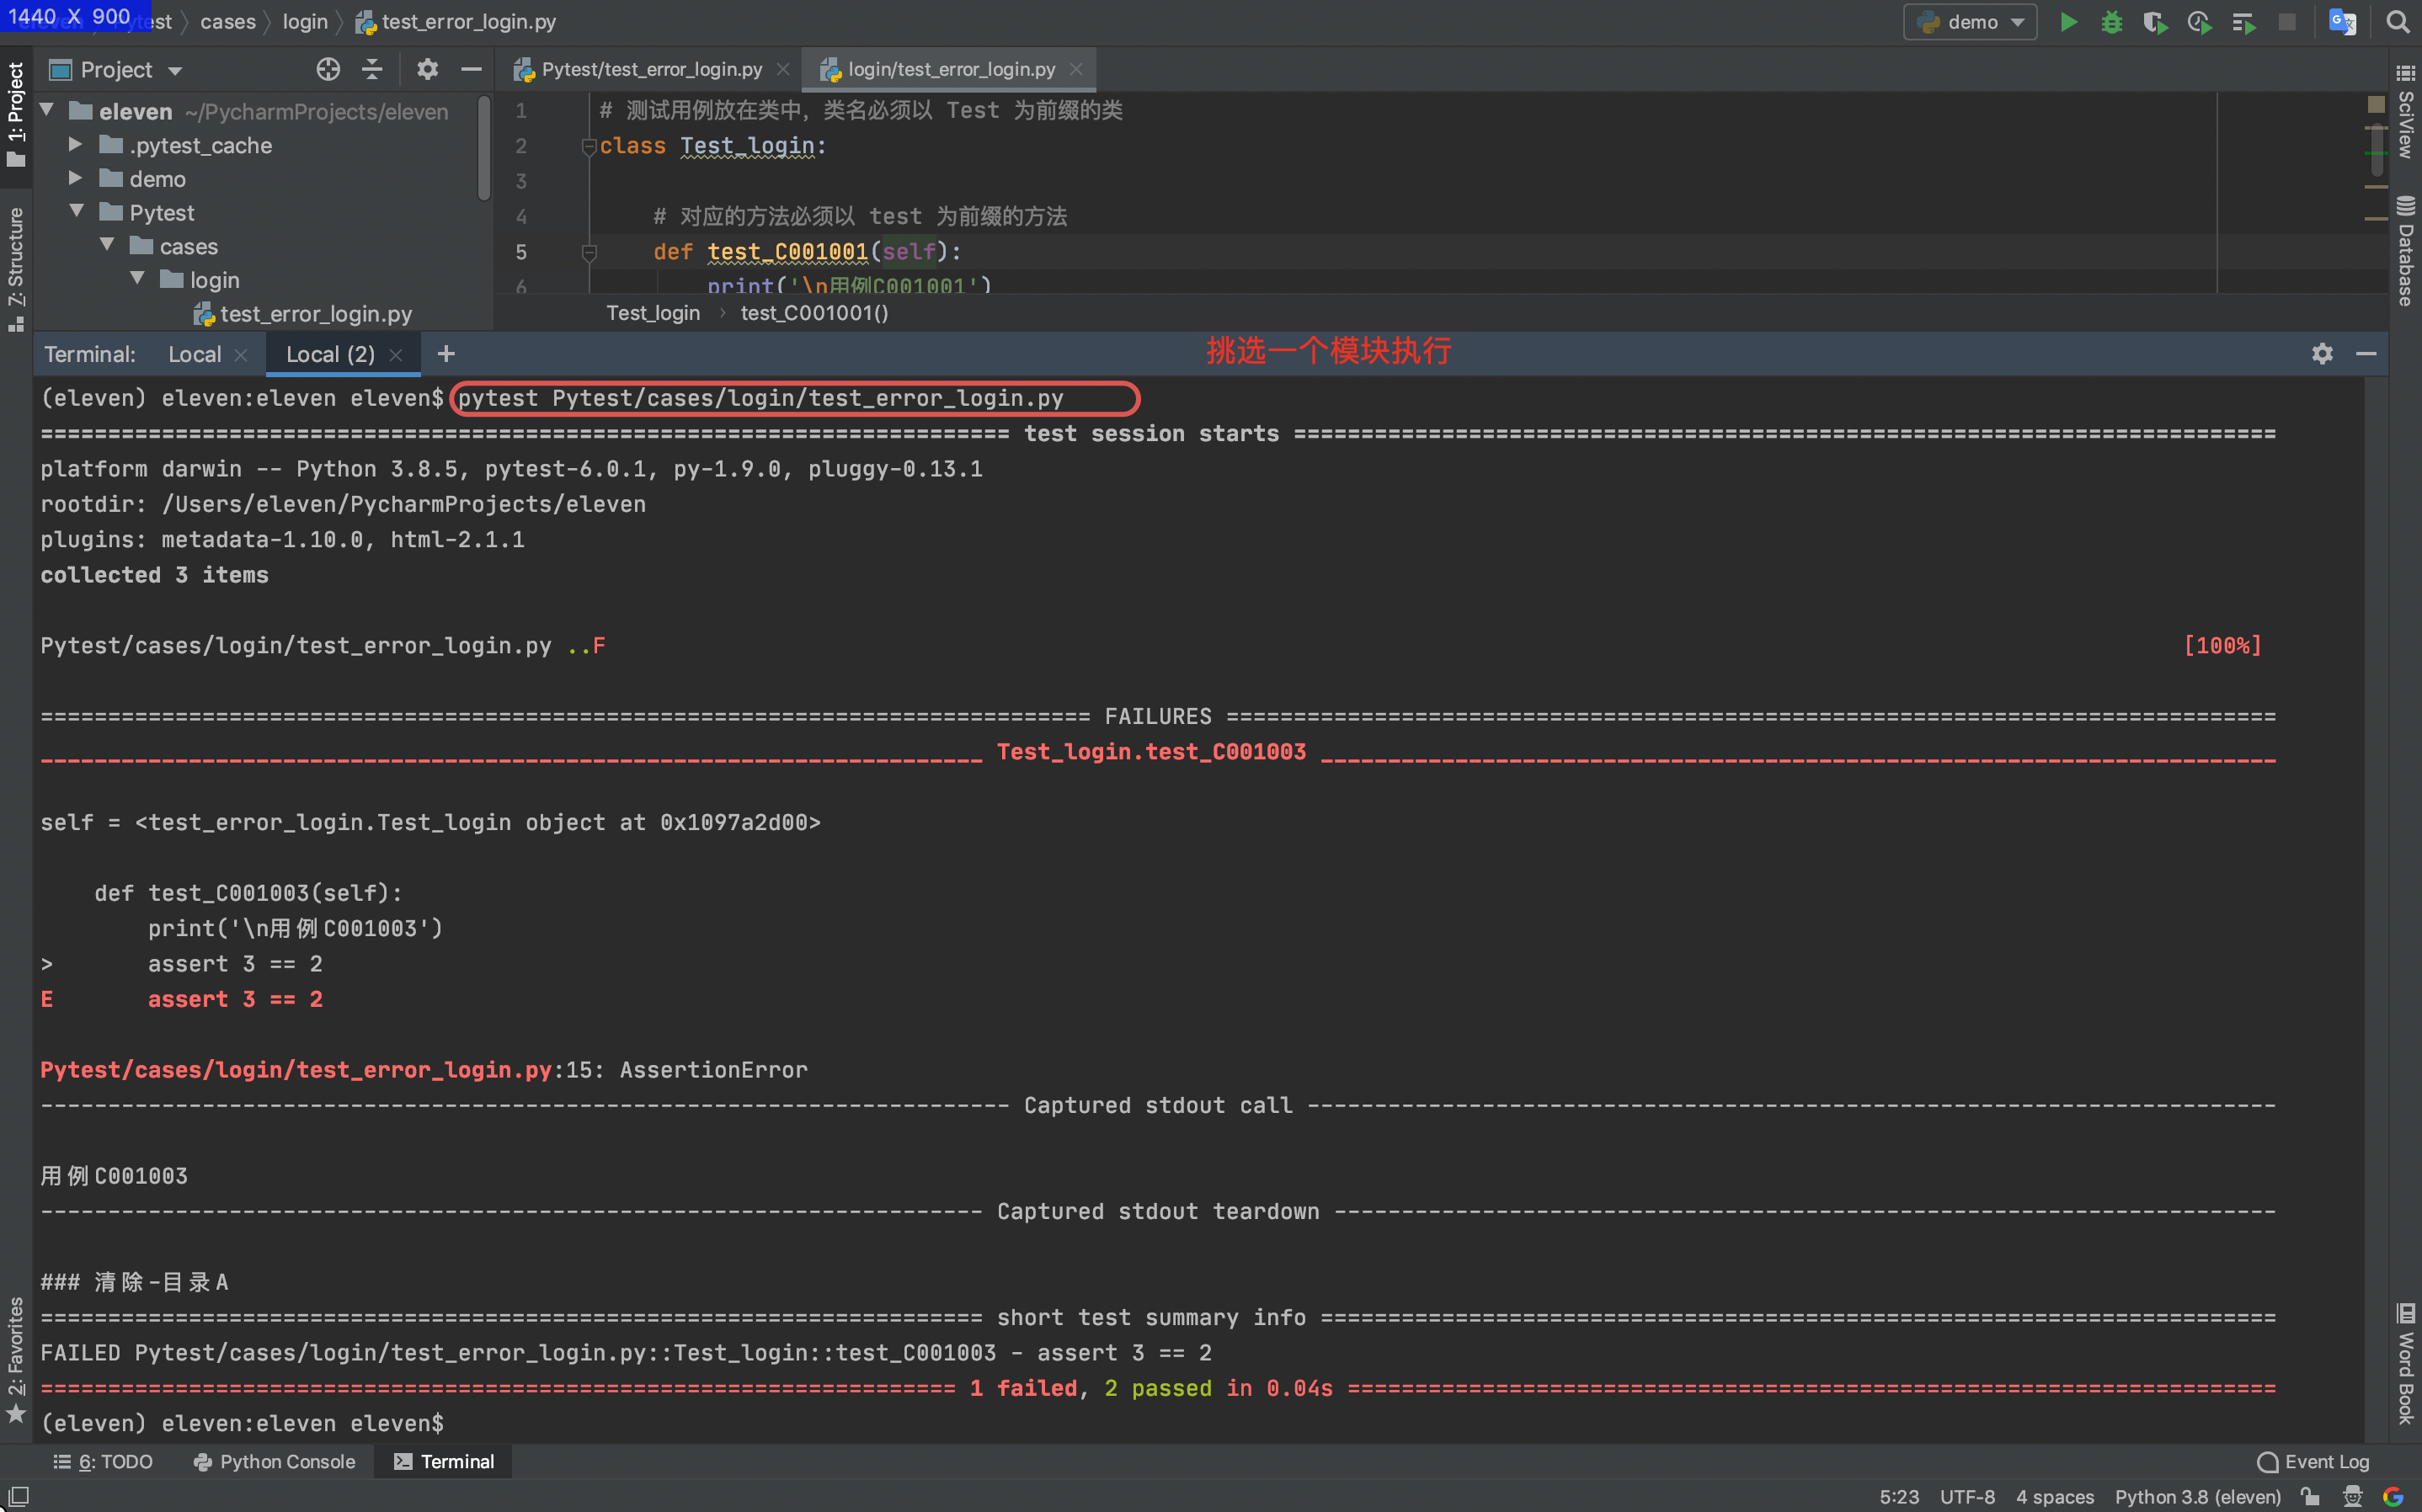 1440 X 900
test 〉 cases 〉 login 〉 test_error_login.py
demo
Project
Pytest/test_error_login.py
login/test_error_login.py
1: Project
7: Structure
2: Favorites
SciView
Database
Word Book
eleven ~/PycharmProjects/eleven
.pytest_cache
demo
Pytest
cases
login
test_error_login.py
1 # 测试用例放在类中，类名必须以 Test 为前缀的类
2 class Test_login:
3
4 # 对应的方法必须以 test 为前缀的方法
5 def test_C001001(self):
6 print('\n用例C001001')
Test_login › test_C001001()
Terminal: Local Local (2) +
挑选一个模块执行
(eleven) eleven:eleven eleven$ pytest Pytest/cases/login/test_error_login.py
=== test session starts ===
platform darwin -- Python 3.8.5, pytest-6.0.1, py-1.9.0, pluggy-0.13.1
rootdir: /Users/eleven/PycharmProjects/eleven
plugins: metadata-1.10.0, html-2.1.1
collected 3 items
Pytest/cases/login/test_error_login.py ..F [100%]
=== FAILURES ===
___ Test_login.test_C001003 ___
self = <test_error_login.Test_login object at 0x1097a2d00>
def test_C001003(self):
print('\n用例C001003')
> assert 3 == 2
E assert 3 == 2
Pytest/cases/login/test_error_login.py:15: AssertionError
--- Captured stdout call ---
用例C001003
--- Captured stdout teardown ---
### 清除-目录A
=== short test summary info ===
FAILED Pytest/cases/login/test_error_login.py::Test_login::test_C001003 - assert 3 == 2
=== 1 failed, 2 passed in 0.04s ===
(eleven) eleven:eleven eleven$
6: TODO Python Console Terminal Event Log
5:23 UTF-8 4 spaces Python 3.8 (eleven)